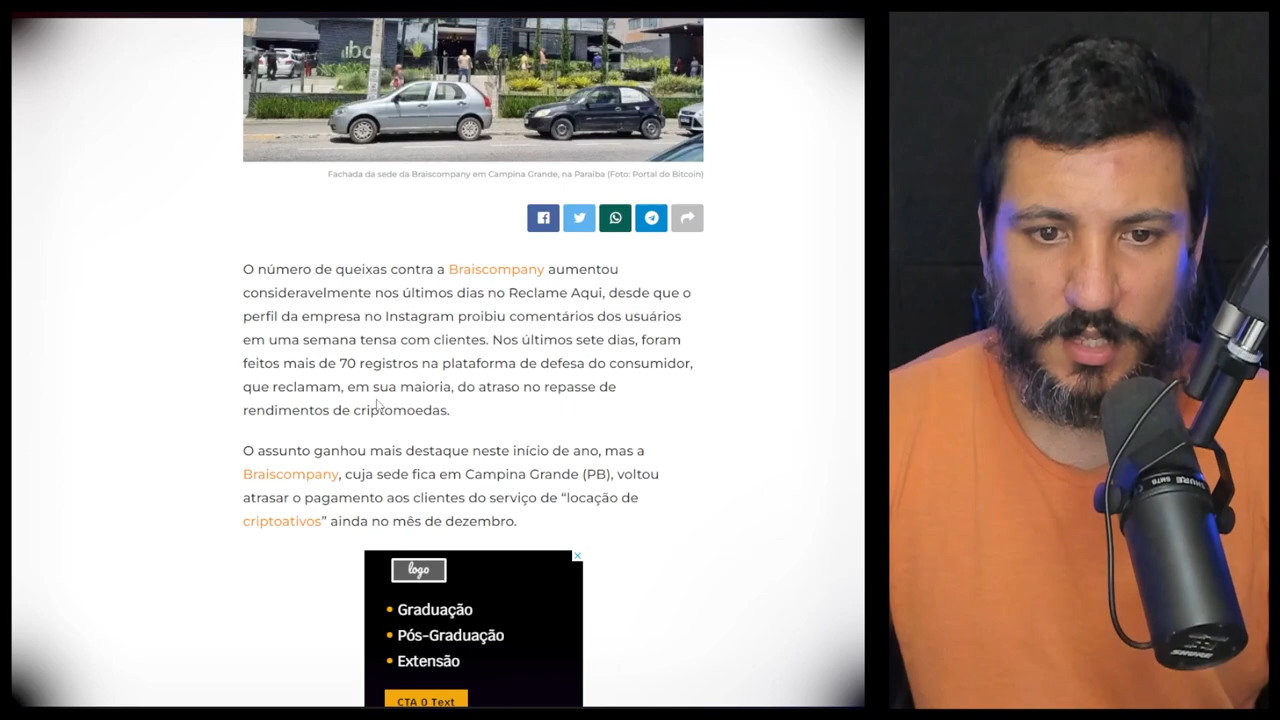 ibc
Fachada da sede da Braiscompany em Campina Grande, na Paraíba (Foto: Portal do Bitcoin)
O número de queixas contra a Braiscompany aumentou
consideravelmente nos últimos dias no Reclame Aqui, desde que o
perfil da empresa no Instagram proibiu comentários dos usuários
em uma semana tensa com clientes. Nos últimos sete dias, foram
feitos mais de 70 registros na plataforma de defesa do consumidor,
que reclamam, em sua maioria, do atraso no repasse de
rendimentos de criptomoedas.
O assunto ganhou mais destaque neste início de ano, mas a
Braiscompany, cuja sede fica em Campina Grande (PB), voltou
atrasar o pagamento aos clientes do serviço de “locação de
criptoativos” ainda no mês de dezembro.
logo
• Graduação
• Pós-Graduação
• Extensão
CTA 0 Text
SHURE SM7B